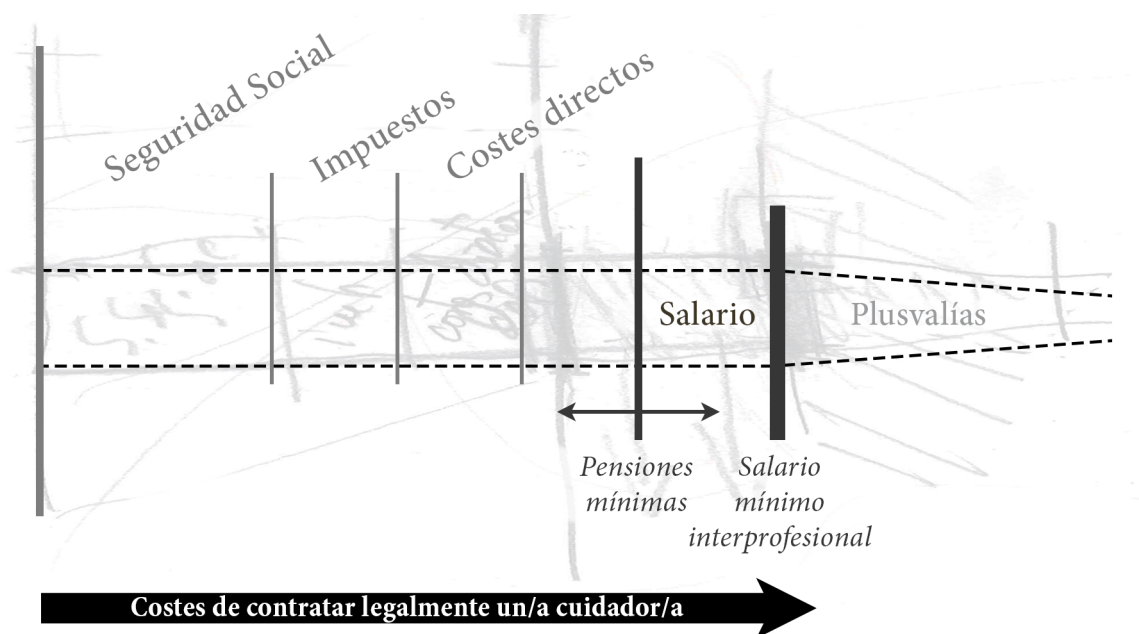 Seguridad Social
Impuestos
Costes directos
Salario
Plusvalías
Pensiones
mínimas
Salario
mínimo
interprofesional
Costes de contratar legalmente un/a cuidador/a